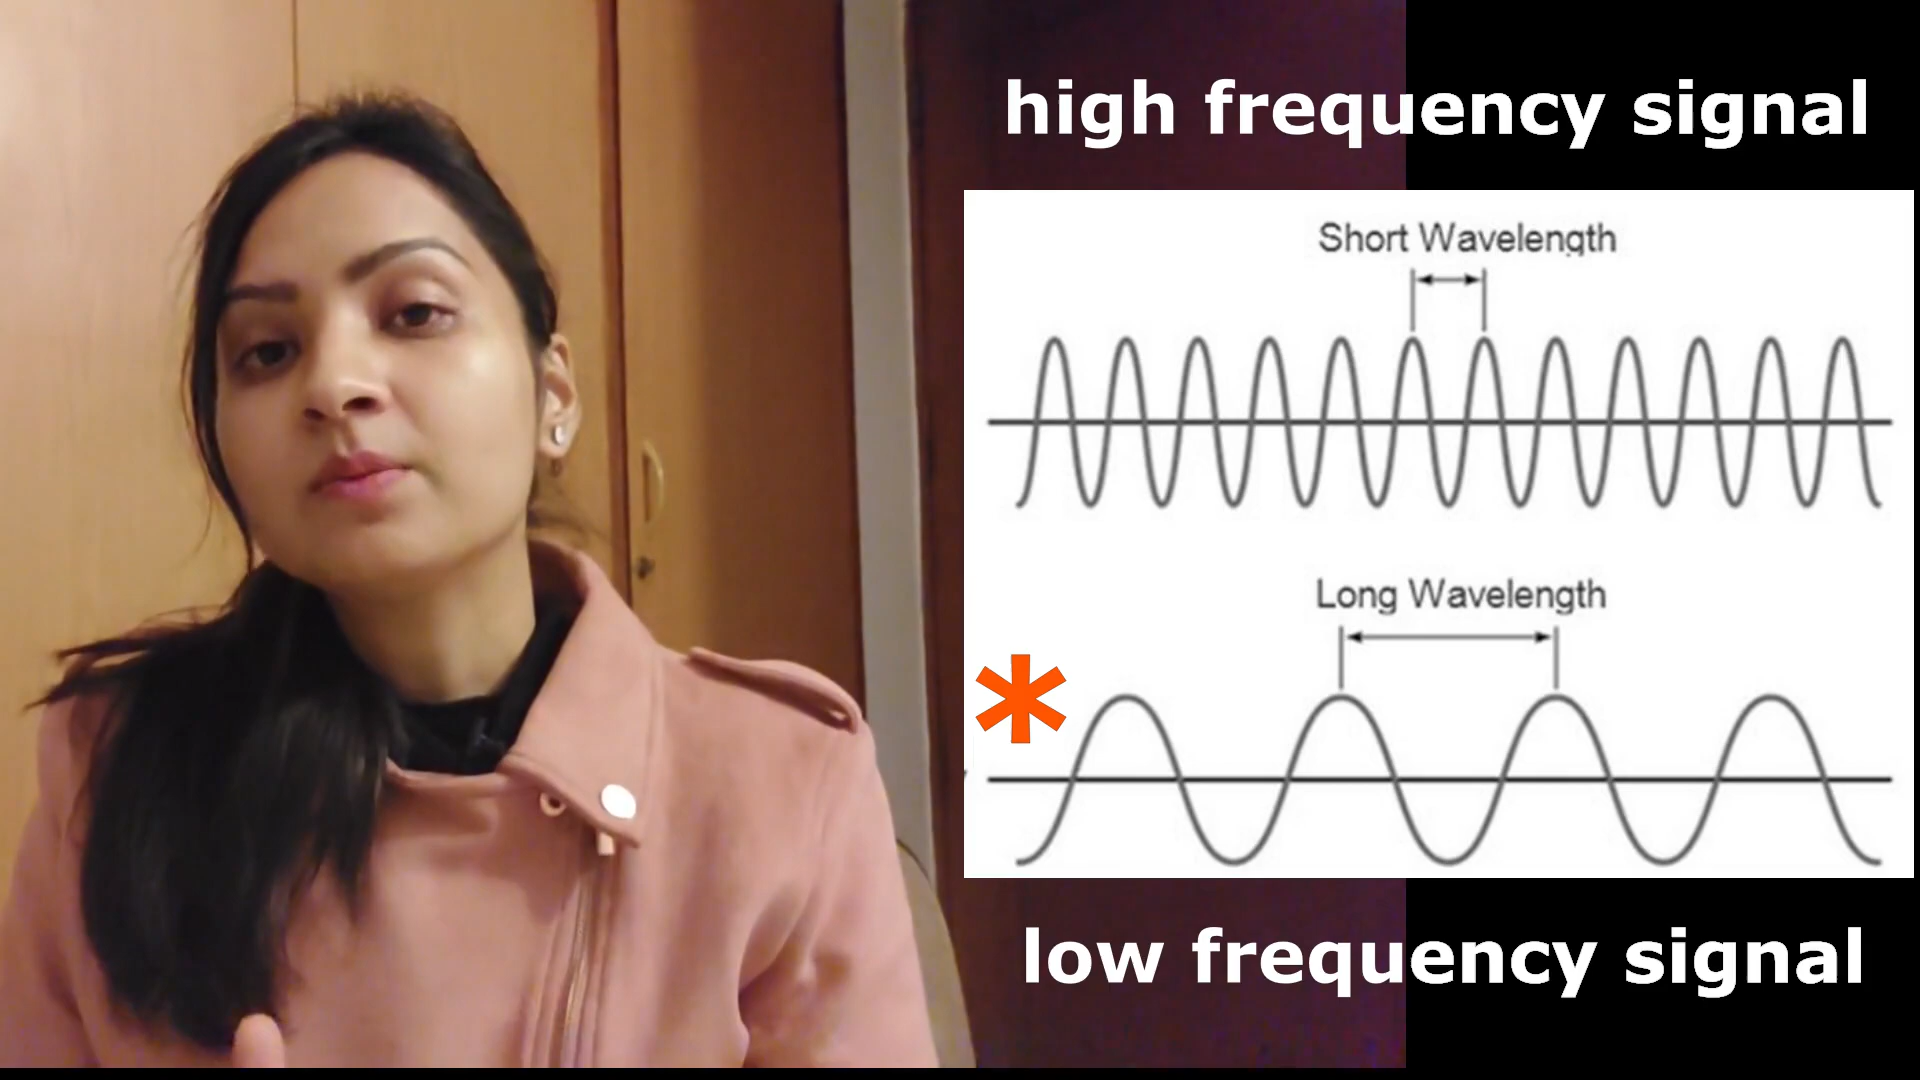 high frequency signal
Short Wavelength
Long Wavelength
*
low frequency signal